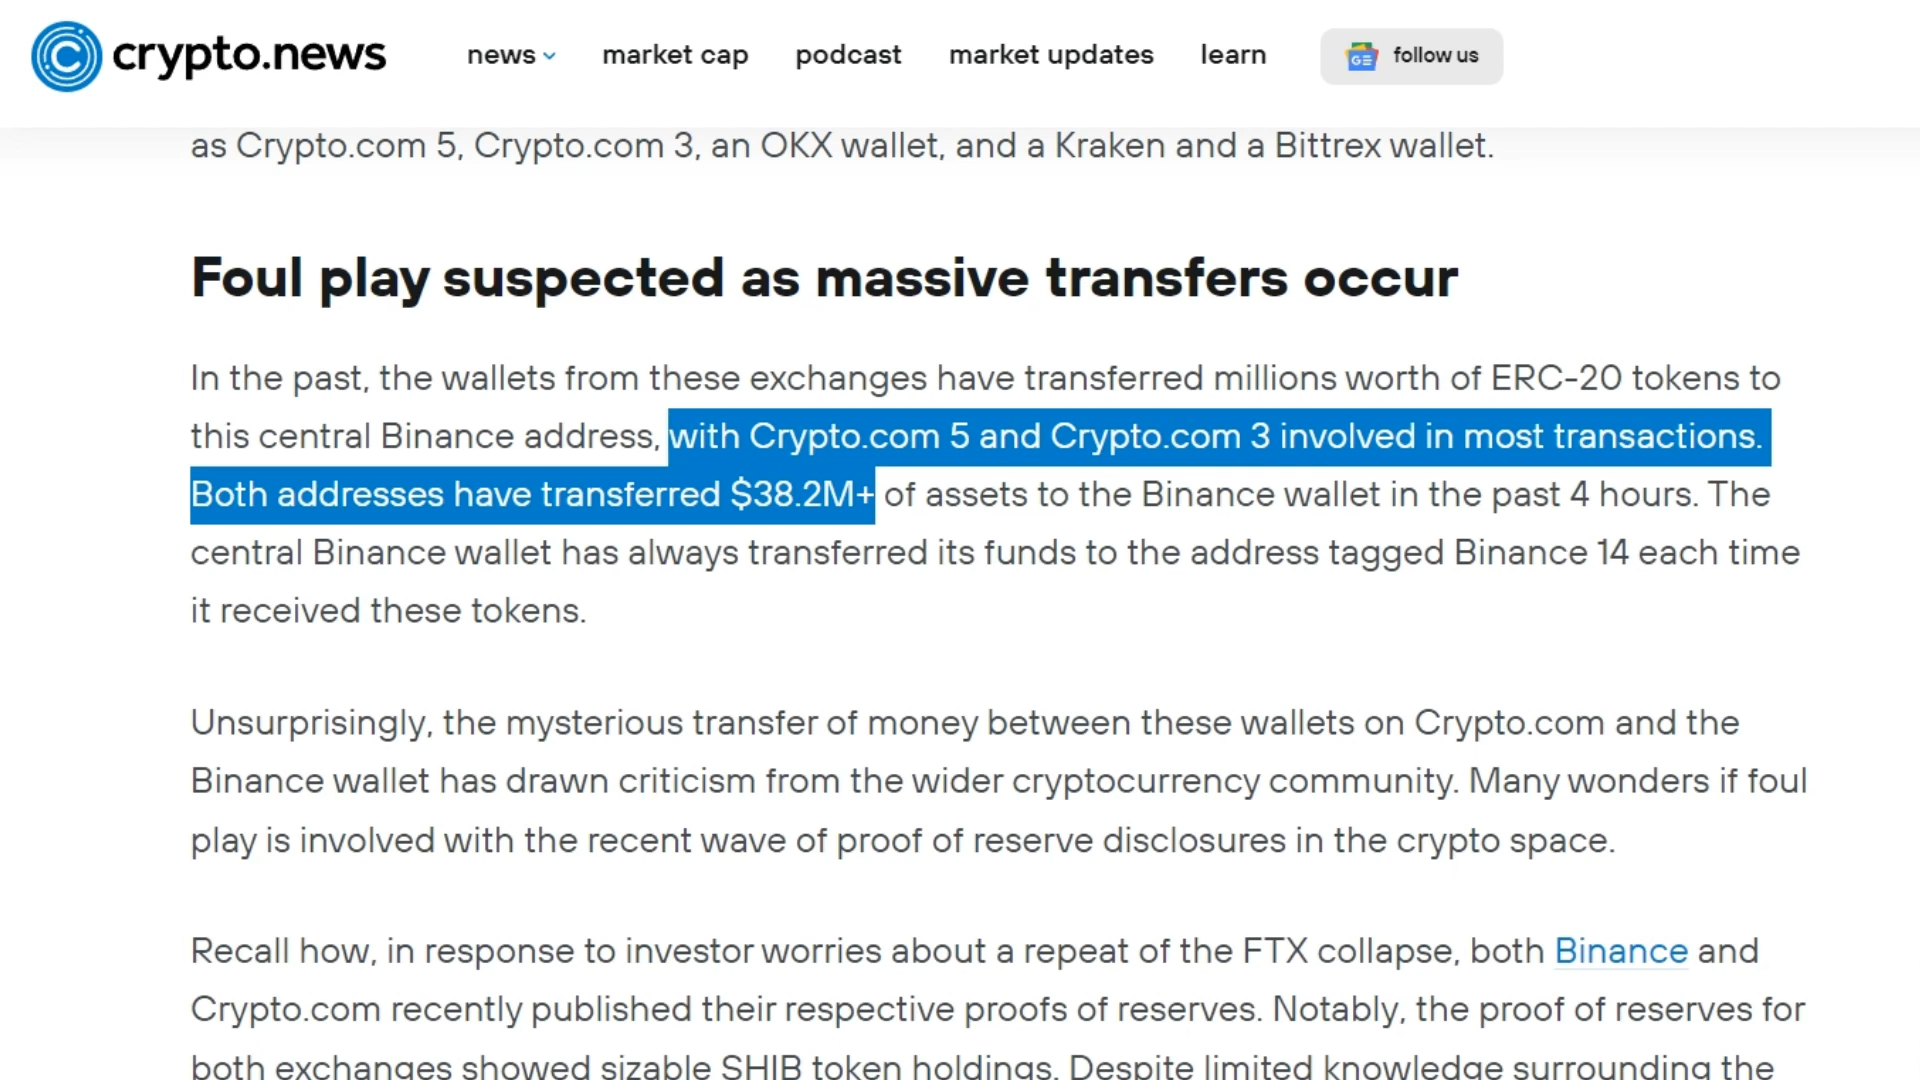 crypto.news
news
market cap
podcast
market updates
learn
GE
follow us
as Crypto.com 5, Crypto.com 3, an OKX wallet, and a Kraken and a Bittrex wallet.
Foul play suspected as massive transfers occur
In the past, the wallets from these exchanges have transferred millions worth of ERC-20 tokens to
this central Binance address, with Crypto.com 5 and Crypto.com 3 involved in most transactions.
Both addresses have transferred $38.2M+ of assets to the Binance wallet in the past 4 hours. The
central Binance wallet has always transferred its funds to the address tagged Binance 14 each time
it received these tokens.
Unsurprisingly, the mysterious transfer of money between these wallets on Crypto.com and the
Binance wallet has drawn criticism from the wider cryptocurrency community. Many wonders if foul
play is involved with the recent wave of proof of reserve disclosures in the crypto space.
Recall how, in response to investor worries about a repeat of the FTX collapse, both Binance and
Crypto.com recently published their respective proofs of reserves. Notably, the proof of reserves for
both exchanges showed sizable SHIB token holdings. Despite limited knowledge surrounding the